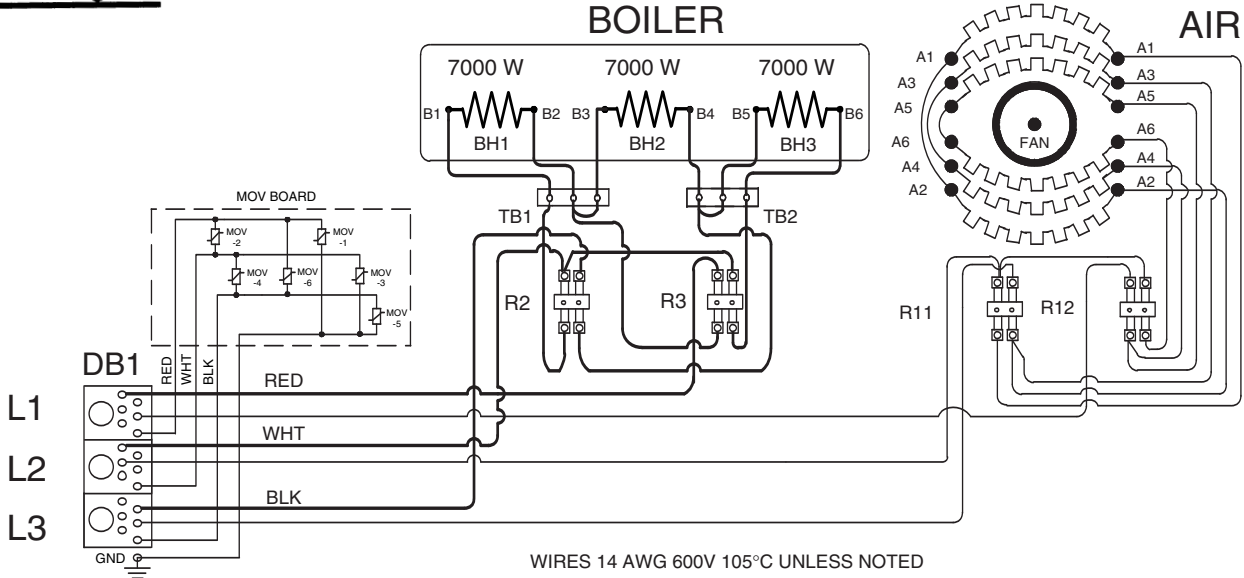 BOILER
AIR
7000 W
7000 W
7000 W
B1
B2
B3
B4
B5
B6
BH1
BH2
BH3
A1
A3
A5
A6
A4
A2
FAN
A1
A3
A5
A6
A4
A2
TB1
TB2
MOV BOARD
MOV
-2
MOV
-1
MOV
-4
MOV
-6
MOV
-3
MOV
-5
R2
R3
R11
R12
DB1
RED
WHT
BLK
L1
RED
L2
WHT
L3
BLK
GND
WIRES 14 AWG 600V 105°C UNLESS NOTED